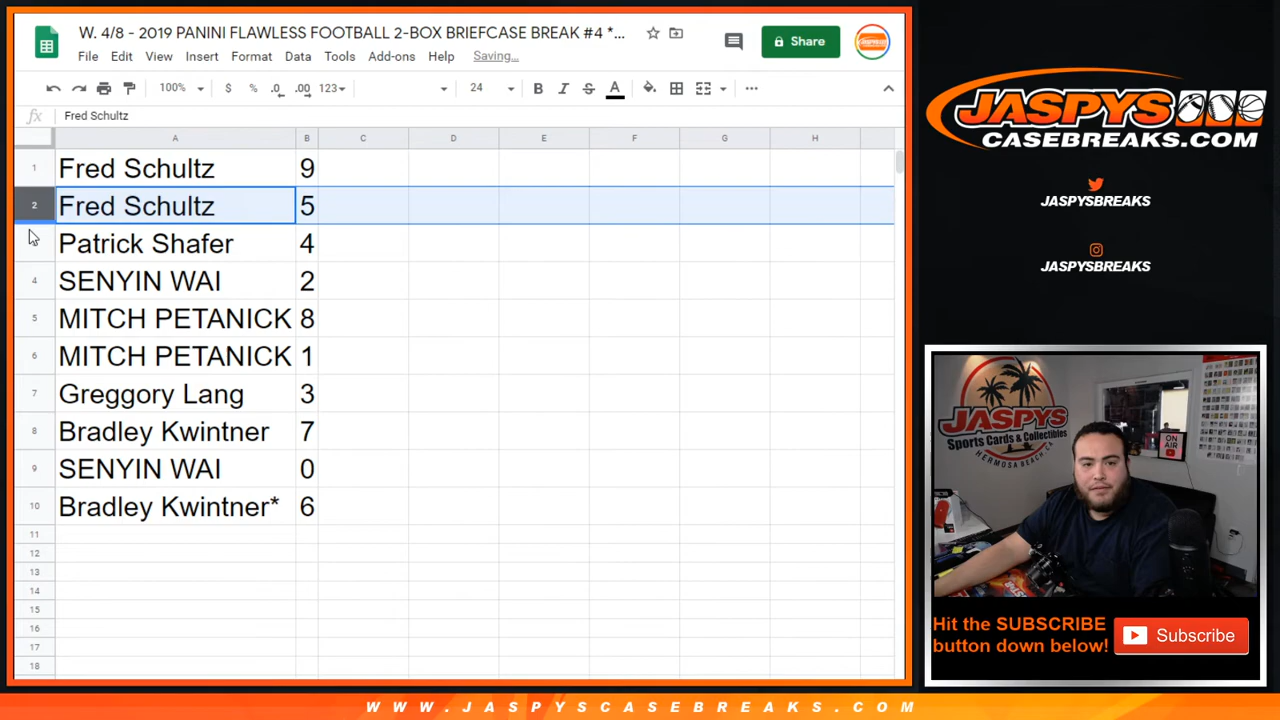 W. 4/8 - 2019 PANINI FLAWLESS FOOTBALL 2-BOX BRIEFCASE BREAK #4 *...
File Edit View Insert Format Data Tools Add-ons Help Saving...
Share
100% $ % .0 .00 123 24 B I S A
fx Fred Schultz
A B C D E F G H
1 Fred Schultz 9
2 Fred Schultz 5
Patrick Shafer 4
4 SENYIN WAI 2
5 MITCH PETANICK 8
6 MITCH PETANICK 1
7 Greggory Lang 3
8 Bradley Kwintner 7
9 SENYIN WAI 0
10 Bradley Kwintner* 6
11
12
13
14
15
16
17
18
JASPYS
CASEBREAKS.COM
JASPYSBREAKS
JASPYSBREAKS
JASPYS
Sports Cards & Collectibles
HERMOSA BEACH, CA
ON AIR
Hit the SUBSCRIBE
button down below!
Subscribe
WWW.JASPYSCASEBREAKS.COM